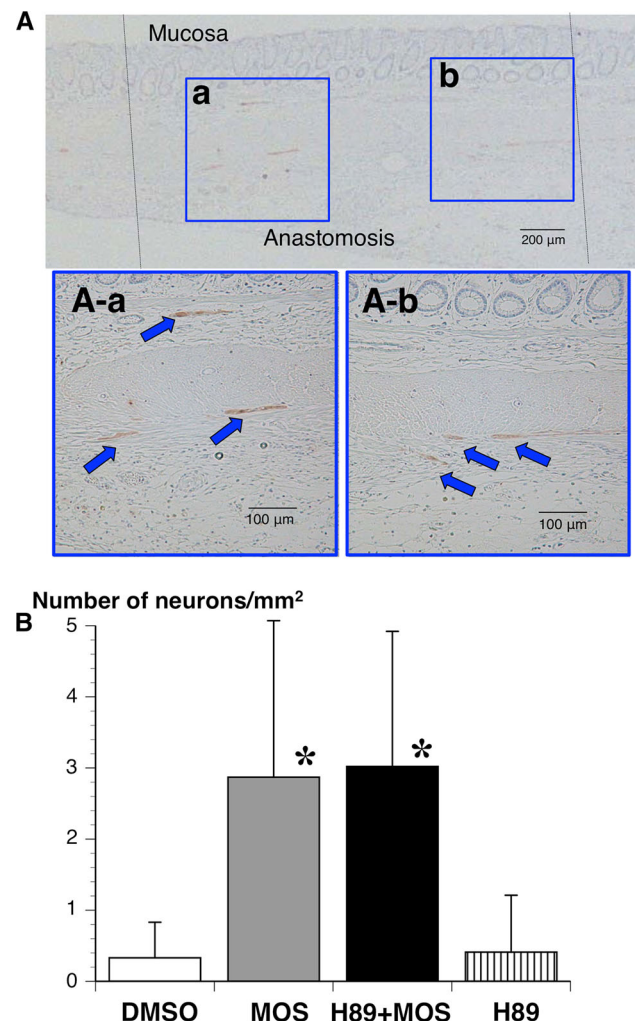 A
Mucosa
a
b
200 µm
Anastomosis
A-a
A-b
100 µm
100 µm
B
Number of neurons/mm²
5
4
3
2
1
0
*
*
DMSO
MOS
H89+MOS
H89